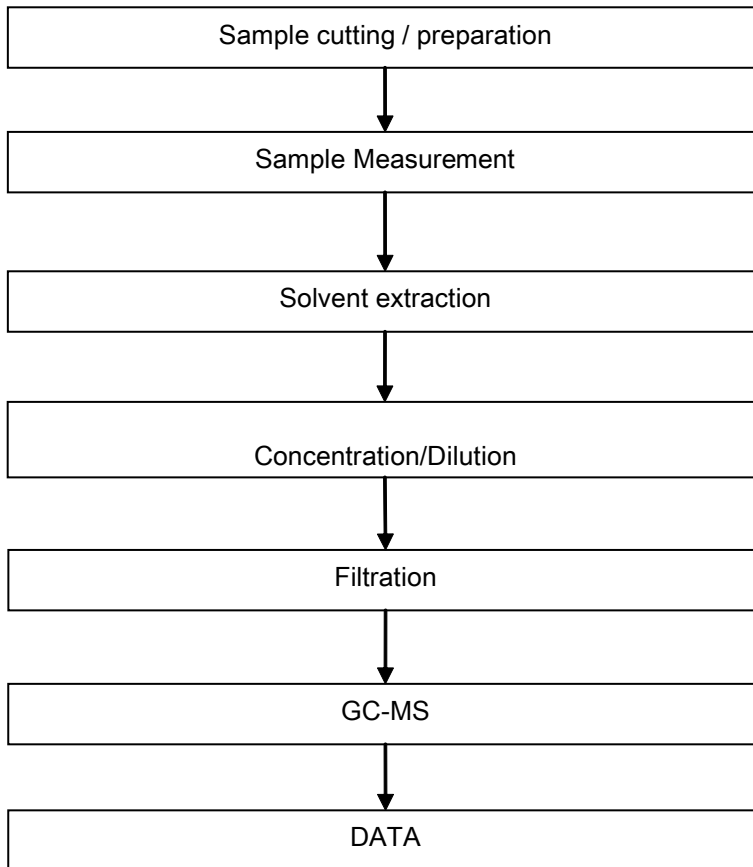 Sample cutting / preparation
Sample Measurement
Solvent extraction
Concentration/Dilution
Filtration
GC-MS
DATA